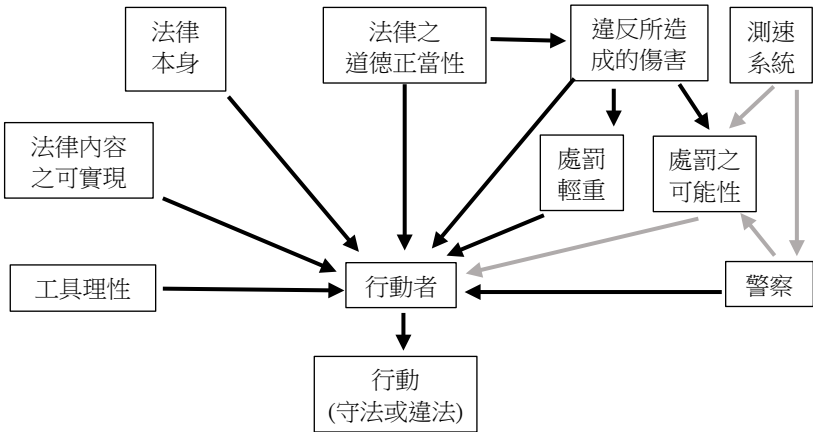 法律
本身
法律之
道德正當性
違反所造
成的傷害
測速
系統
法律內容
之可實現
處罰
輕重
處罰之
可能性
工具理性
行動者
警察
行動
(守法或違法)